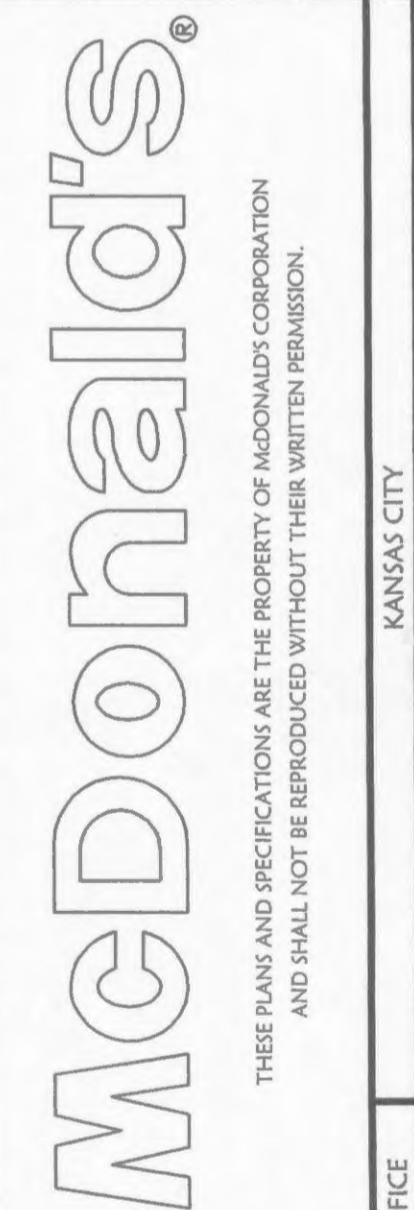 McDonald's®
THESE PLANS AND SPECIFICATIONS ARE THE PROPERTY OF McDONALD'S CORPORATION
AND SHALL NOT BE REPRODUCED WITHOUT THEIR WRITTEN PERMISSION.
FICE KANSAS CITY